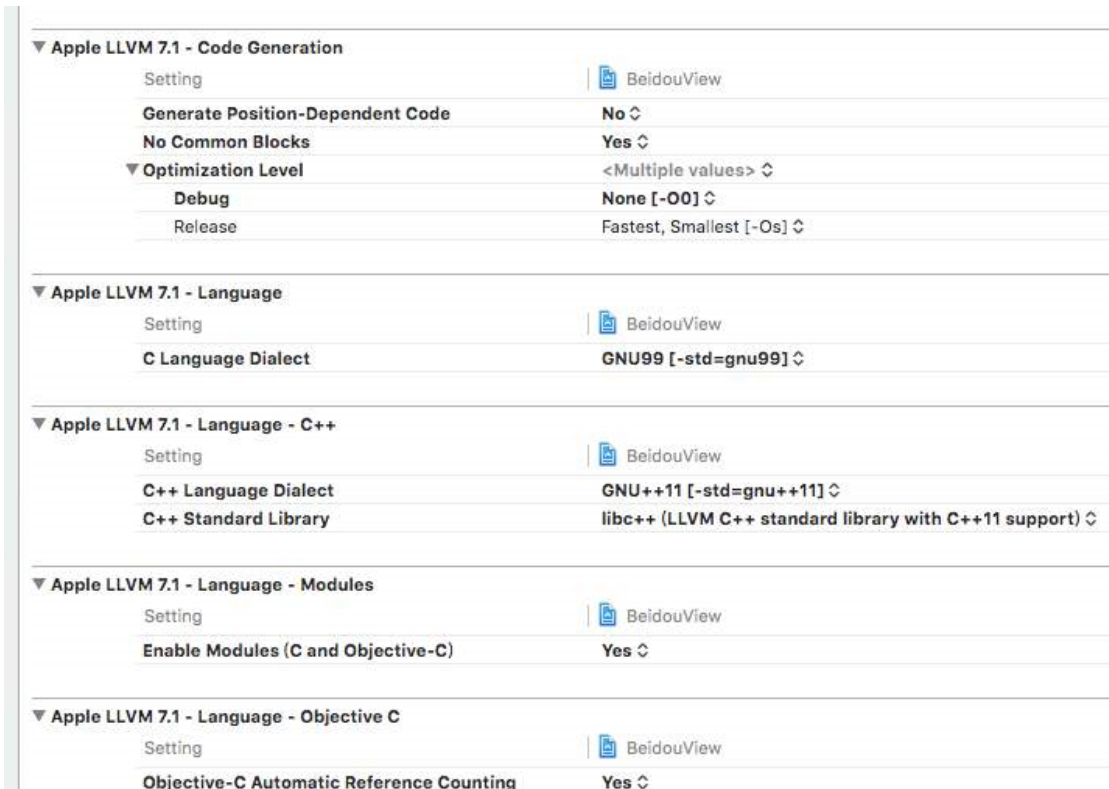 Apple LLVM 7.1 - Code Generation
Setting BeidouView
Generate Position-Dependent Code No
No Common Blocks Yes
Optimization Level <Multiple values>
Debug None [-O0]
Release Fastest, Smallest [-Os]
Apple LLVM 7.1 - Language
Setting BeidouView
C Language Dialect GNU99 [-std=gnu99]
Apple LLVM 7.1 - Language - C++
Setting BeidouView
C++ Language Dialect GNU++11 [-std=gnu++11]
C++ Standard Library libc++ (LLVM C++ standard library with C++11 support)
Apple LLVM 7.1 - Language - Modules
Setting BeidouView
Enable Modules (C and Objective-C) Yes
Apple LLVM 7.1 - Language - Objective C
Setting BeidouView
Objective-C Automatic Reference Counting Yes